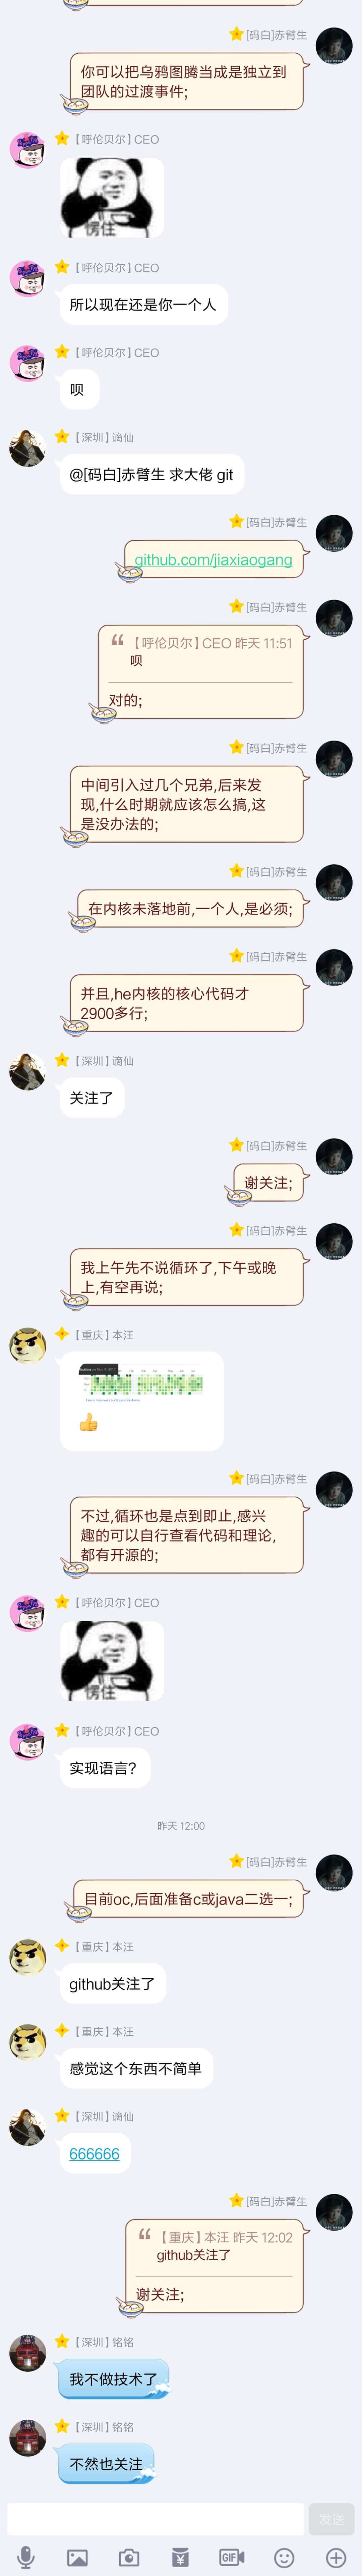 [码白]赤臂生
你可以把乌鸦图腾当成是独立到
团队的过渡事件;
【呼伦贝尔】CEO
愣住
【呼伦贝尔】CEO
所以现在还是你一个人
【呼伦贝尔】CEO
呗
【深圳】谪仙
@[码白]赤臂生 求大佬 git
[码白]赤臂生
github.com/jiaxiaogang
[码白]赤臂生
【呼伦贝尔】CEO 昨天 11:51
呗
对的;
[码白]赤臂生
中间引入过几个兄弟,后来发
现,什么时期就应该怎么搞,这
是没办法的;
[码白]赤臂生
在内核未落地前,一个人,是必须;
[码白]赤臂生
并且,he内核的核心代码才
2900多行;
【深圳】谪仙
关注了
[码白]赤臂生
谢关注;
[码白]赤臂生
我上午先不说循环了,下午或晚
上,有空再说;
【重庆】本汪
[码白]赤臂生
不过,循环也是点到即止,感兴
趣的可以自行查看代码和理论,
都有开源的;
【呼伦贝尔】CEO
愣住
【呼伦贝尔】CEO
实现语言?
昨天 12:00
[码白]赤臂生
目前oc,后面准备c或java二选一;
【重庆】本汪
github关注了
【重庆】本汪
感觉这个东西不简单
【深圳】谪仙
666666
[码白]赤臂生
【重庆】本汪 昨天 12:02
github关注了
谢关注;
【深圳】铭铭
我不做技术了
【深圳】铭铭
不然也关注
发送
GIF